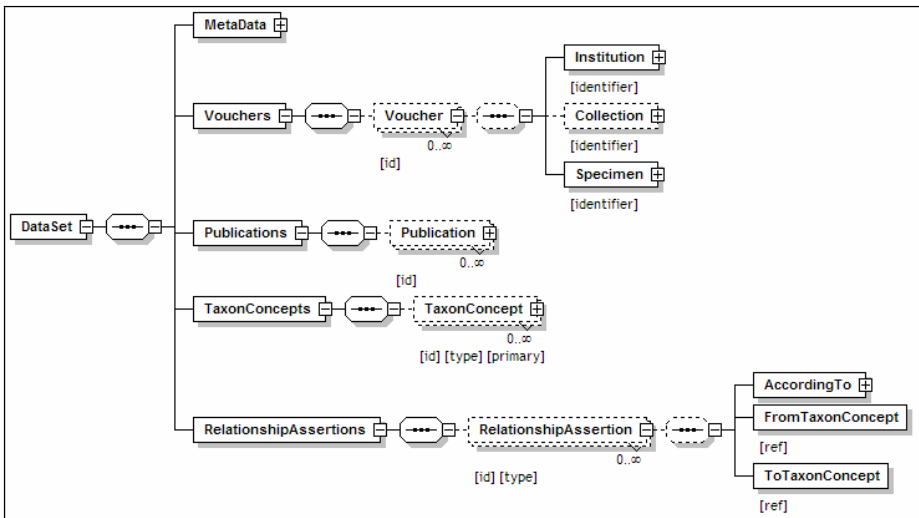 MetaData
Institution
[identifier]
Vouchers
Voucher
0..∞
[id]
Collection
[identifier]
Specimen
[identifier]
DataSet
Publications
Publication
0..∞
[id]
TaxonConcepts
TaxonConcept
0..∞
[id] [type] [primary]
RelationshipAssertions
RelationshipAssertion
0..∞
[id] [type]
AccordingTo
FromTaxonConcept
[ref]
ToTaxonConcept
[ref]